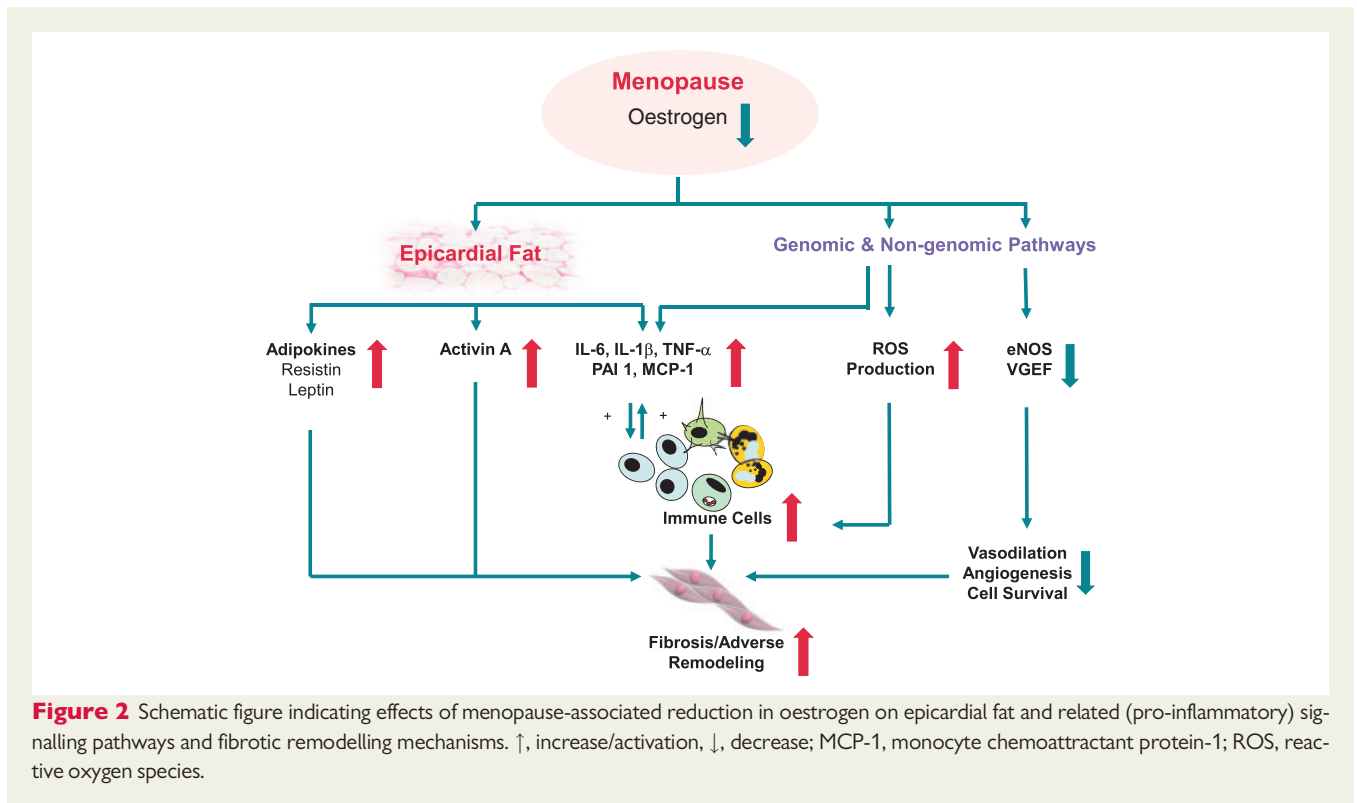 Menopause
Oestrogen
Epicardial Fat
Genomic & Non-genomic Pathways
Adipokines
Resistin
Leptin
Activin A
IL-6, IL-1β, TNF-α
PAI 1, MCP-1
ROS
Production
eNOS
VGEF
+ +
Immune Cells
Vasodilation
Angiogenesis
Cell Survival
Fibrosis/Adverse
Remodeling
Figure 2 Schematic figure indicating effects of menopause-associated reduction in oestrogen on epicardial fat and related (pro-inflammatory) sig-
nalling pathways and fibrotic remodelling mechanisms. ↑, increase/activation, ↓, decrease; MCP-1, monocyte chemoattractant protein-1; ROS, reac-
tive oxygen species.